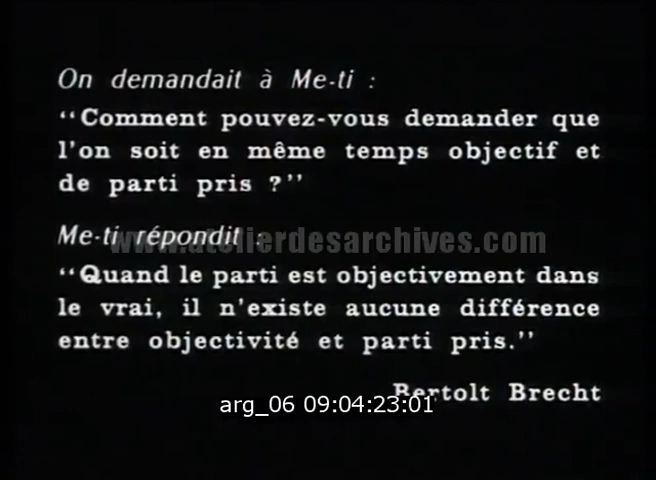 On demandait à Me-ti :
“Comment pouvez-vous demander que
l’on soit en même temps objectif et
de parti pris ?”
Me-ti répondit :
www.atelierdesarchives.com
“Quand le parti est objectivement dans
le vrai, il n’existe aucune différence
entre objectivité et parti pris.”
Bertolt Brecht
arg_06 09:04:23:01